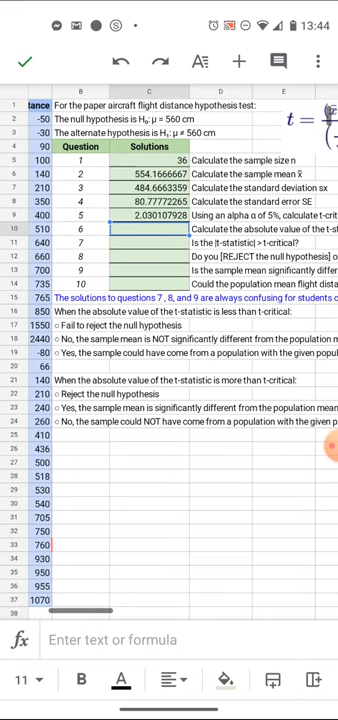 13:44
A B C D E
1 tance For the paper aircraft flight distance hypothesis test:
2 -50 The null hypothesis is H₀: μ = 560 cm
3 -30 The alternate hypothesis is H₁: μ ≠ 560 cm
4 90 Question Solutions
5 100 1 36 Calculate the sample size n
6 140 2 554.1666667 Calculate the sample mean x̅
7 210 3 484.6663359 Calculate the standard deviation sx
8 350 4 80.77772265 Calculate the standard error SE
9 400 5 2.030107928 Using an alpha α of 5%, calculate t-crit
10 510 6 Calculate the absolute value of the t-st
11 640 7 Is the |t-statistic| > t-critical?
12 660 8 Do you [REJECT the null hypothesis] o
13 700 9 Is the sample mean significantly differ
14 710 10 Could the population mean flight dista
15 765 The solutions to questions 7 , 8, and 9 are always confusing for students o
16 850 When the absolute value of the t-statistic is less than t-critical:
17 1550 ○ Fail to reject the null hypothesis
18 2440 ○ No, the sample mean is NOT significantly different from the population m
19 -80 ○ Yes, the sample could have come from a population with the given popul
20 66
21 140 When the absolute value of the t-statistic is more than t-critical:
22 210 ○ Reject the null hypothesis
23 240 ○ Yes, the sample mean is significantly different from the population mean
24 260 ○ No, the sample could NOT have come from a population with the given p
25 410
26 436
27 500
28 518
29 530
30 540
31 705
32 750
33 760
34 930
35 950
36 955
37 1070
38
t =
fx Enter text or formula
11 B A